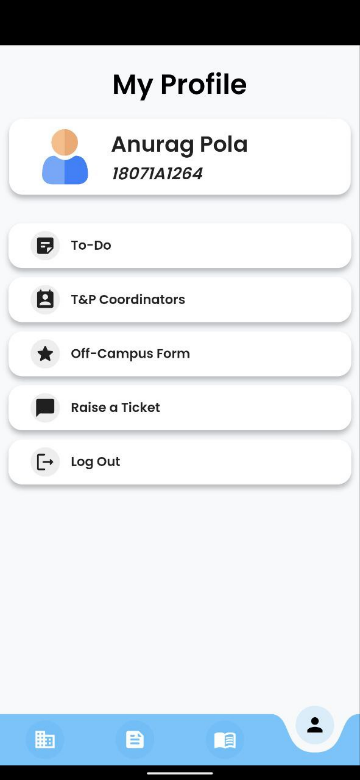 My Profile
Anurag Pola
18071A1264
To-Do
T&P Coordinators
Off-Campus Form
Raise a Ticket
Log Out